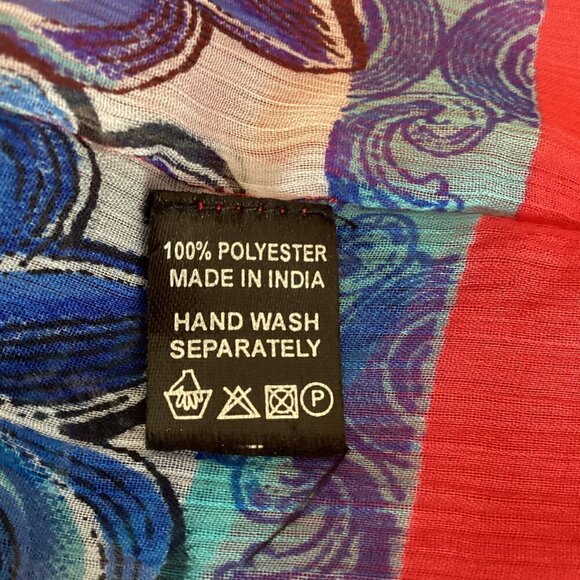 100% POLYESTER
MADE IN INDIA
HAND WASH
SEPARATELY
P